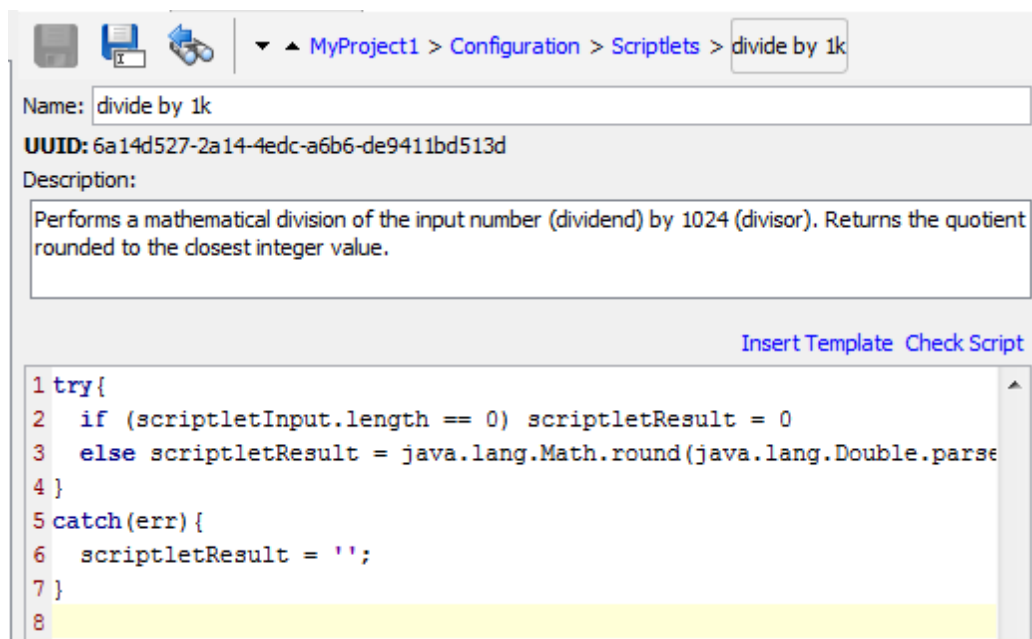 MyProject1 > Configuration > Scriptlets > divide by 1k
Name: divide by 1k
UUID: 6a14d527-2a14-4edc-a6b6-de9411bd513d
Description:
Performs a mathematical division of the input number (dividend) by 1024 (divisor). Returns the quotient
rounded to the closest integer value.
Insert Template Check Script
1 try{
2 if (scriptletInput.length == 0) scriptletResult = 0
3 else scriptletResult = java.lang.Math.round(java.lang.Double.parse
4 }
5 catch(err){
6 scriptletResult = '';
7 }
8